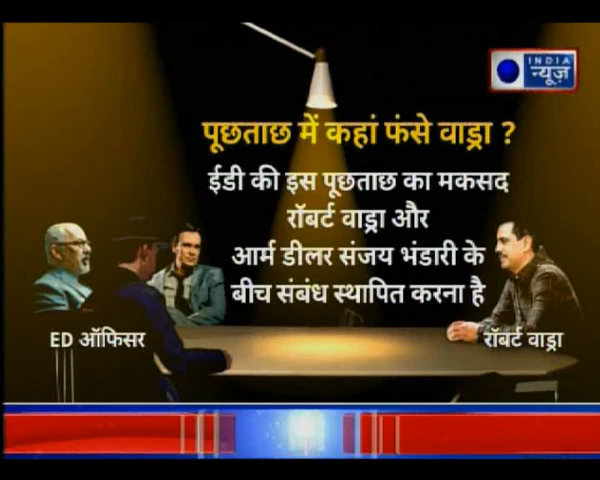 INDIA
न्यूज़
पूछताछ में कहां फंसे वाड्रा ?
ईडी की इस पूछताछ का मकसद
रॉबर्ट वाड्रा और
आर्म डीलर संजय भंडारी के
बीच संबंध स्थापित करना है
ED ऑफिसर
रॉबर्ट वाड्रा